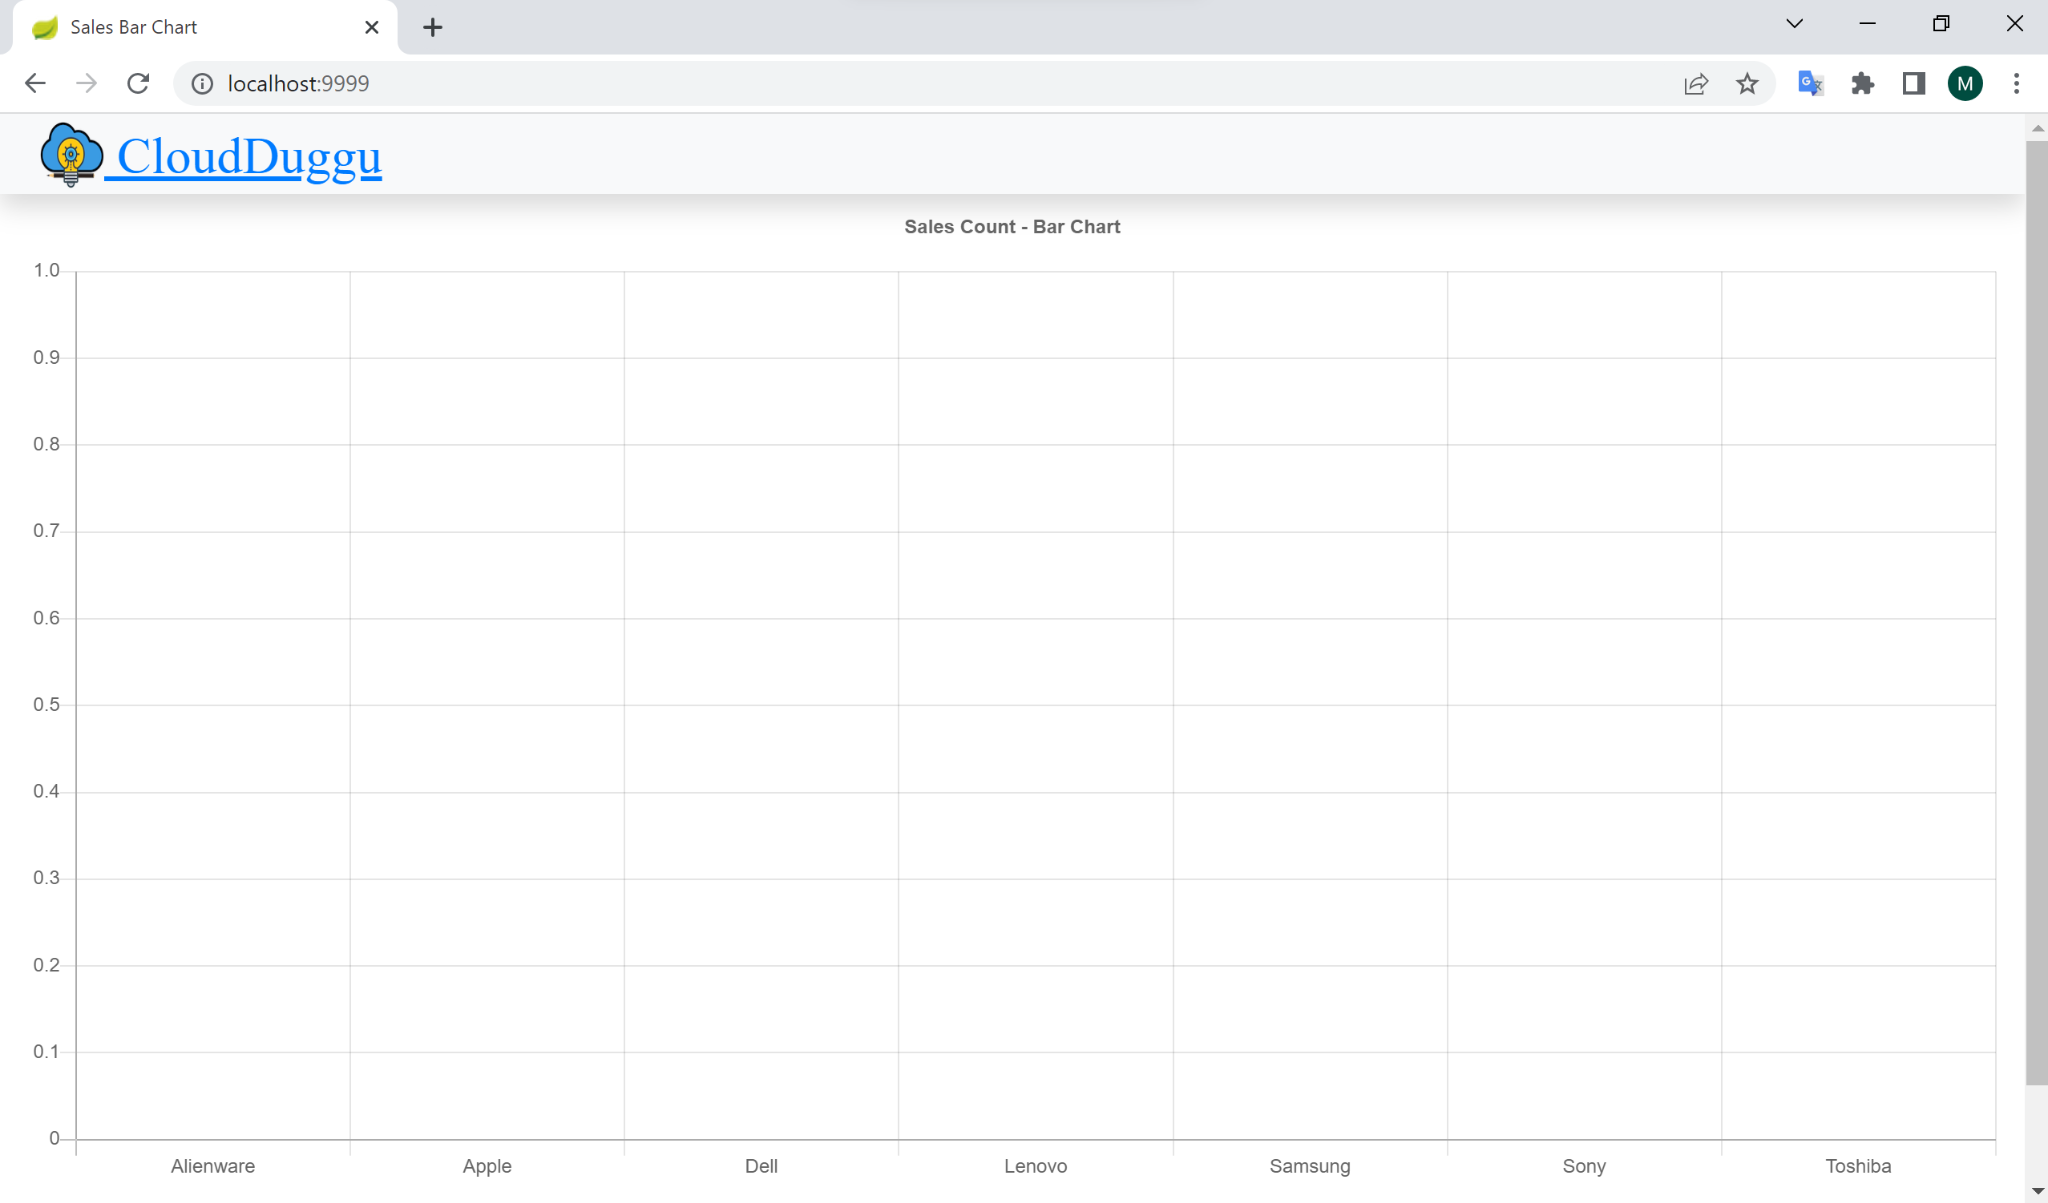 Sales Bar Chart
localhost:9999
M
CloudDuggu
Sales Count - Bar Chart
1.0
0.9
0.8
0.7
0.6
0.5
0.4
0.3
0.2
0.1
0
Alienware Apple Dell Lenovo Samsung Sony Toshiba